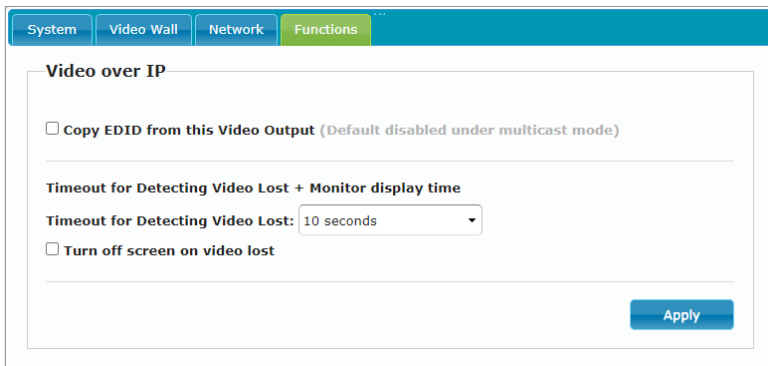 System Video Wall Network Functions
Video over IP
Copy EDID from this Video Output (Default disabled under multicast mode)
Timeout for Detecting Video Lost + Monitor display time
Timeout for Detecting Video Lost: 10 seconds
Turn off screen on video lost
Apply